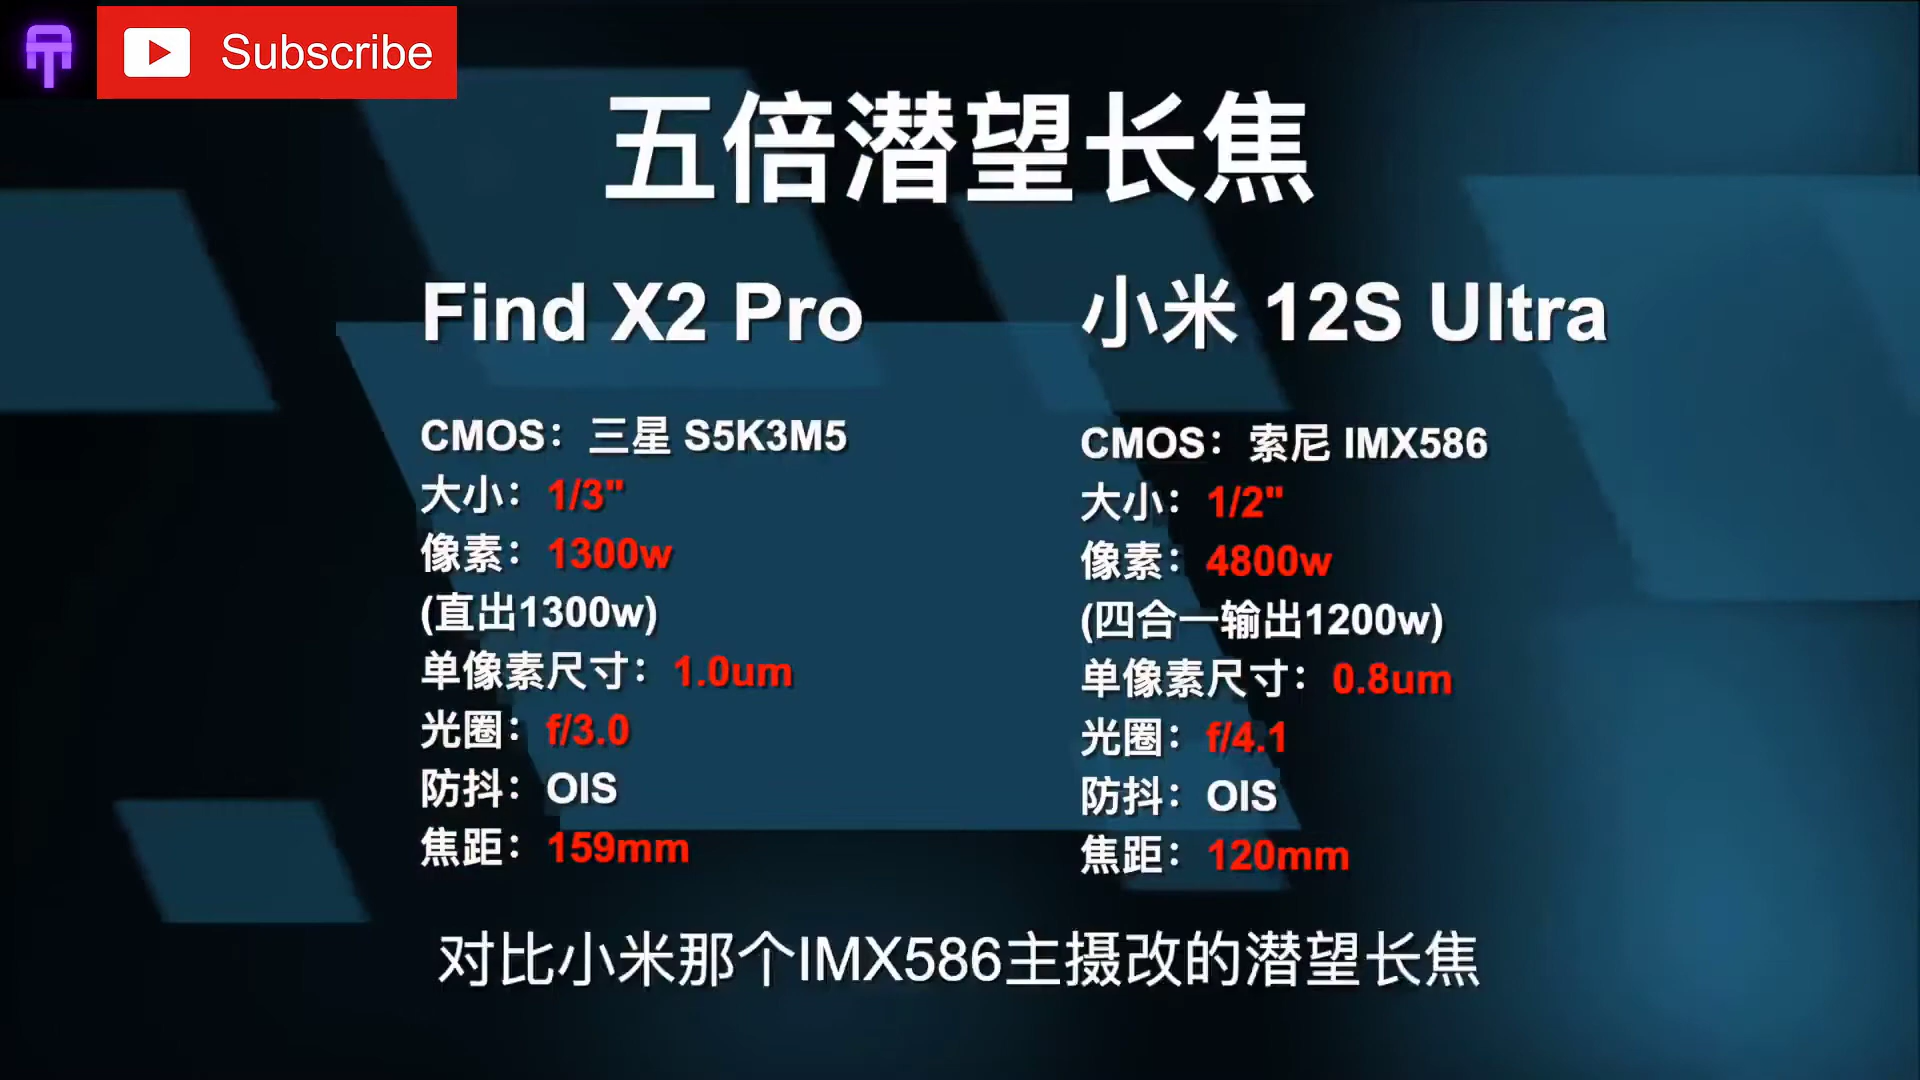 Subscribe
五倍潜望长焦
Find X2 Pro
CMOS：三星 S5K3M5
大小：1/3"
像素：1300w
(直出1300w)
单像素尺寸：1.0um
光圈：f/3.0
防抖：OIS
焦距：159mm
小米 12S Ultra
CMOS：索尼 IMX586
大小：1/2"
像素：4800w
(四合一输出1200w)
单像素尺寸：0.8um
光圈：f/4.1
防抖：OIS
焦距：120mm
对比小米那个IMX586主摄改的潜望长焦